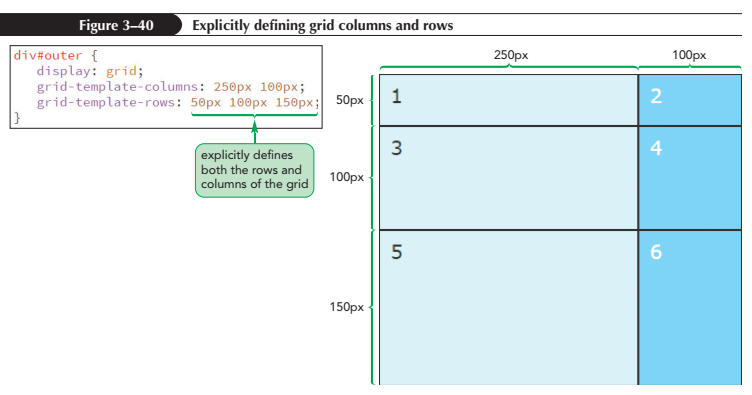 Figure 3–40 Explicitly defining grid columns and rows
div#outer {
display: grid;
grid-template-columns: 250px 100px;
grid-template-rows: 50px 100px 150px;
}
explicitly defines
both the rows and
columns of the grid
250px 100px
50px
1 2
100px
3 4
150px
5 6